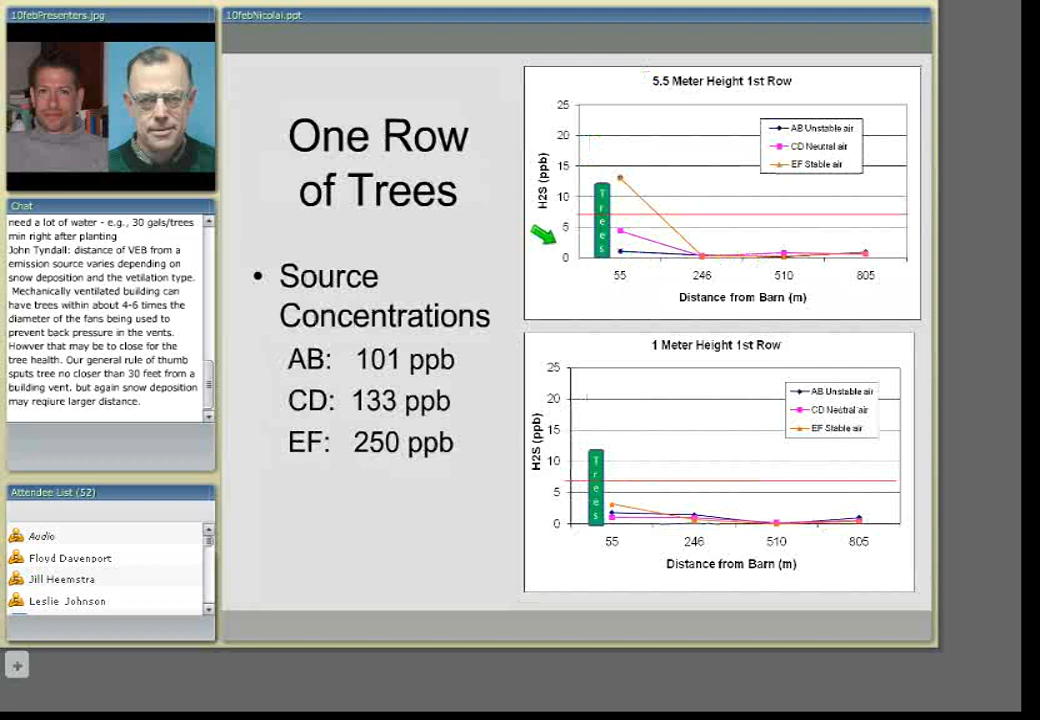 10febPresenters.jpg
10febNicolai.ppt
Chat
need a lot of water - e.g., 30 gals/trees
min right after planting
John Tyndall: distance of VEB from a
emission source varies depending on
snow deposition and the vetilation type.
Mechanically ventilated building can
have trees within about 4-6 times the
diameter of the fans being used to
prevent back pressure in the vents.
Howver that may be to close for the
tree health. Our general rule of thumb
sputs tree no closer than 30 feet from a
building vent. but again snow deposition
may reqiure larger distance.
Attendee List (52)
Audio
Floyd Davenport
Jill Heemstra
Leslie Johnson
One Row
of Trees
• Source
Concentrations
AB: 101 ppb
CD: 133 ppb
EF: 250 ppb
5.5 Meter Height 1st Row
H2S (ppb)
25
20
15
10
5
0
Trees
AB Unstable air
CD Neutral air
EF Stable air
55 246 510 805
Distance from Barn (m)
1 Meter Height 1st Row
H2S (ppb)
25
20
15
10
5
0
Trees
AB Unstable air
CD Neutral air
EF Stable air
55 246 510 805
Distance from Barn (m)